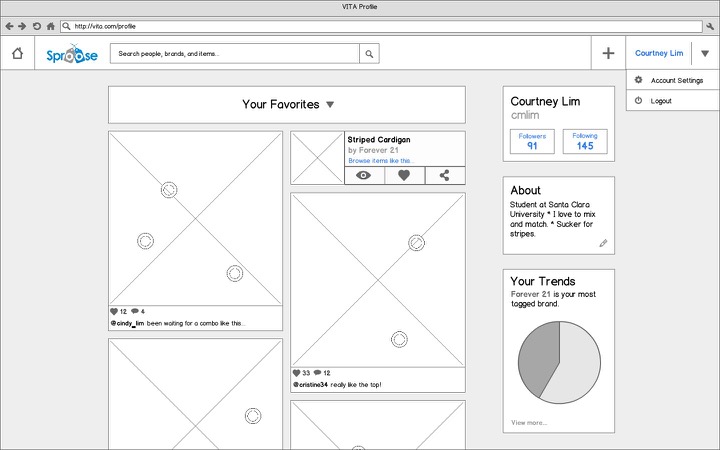 VITA Profile
http://vita.com/profile
Sproose
Search people, brands, and items...
Courtney Lim
Account Settings
Logout
Your Favorites
Striped Cardigan
by Forever 21
Browse items like this...
12 4
@cindy_lim been waiting for a combo like this...
33 12
@cristine34 really like the top!
Courtney Lim
cmlim
Followers
91
Following
145
About
Student at Santa Clara
University * I love to mix
and match. * Sucker for
stripes.
Your Trends
Forever 21 is your most
tagged brand.
View more...